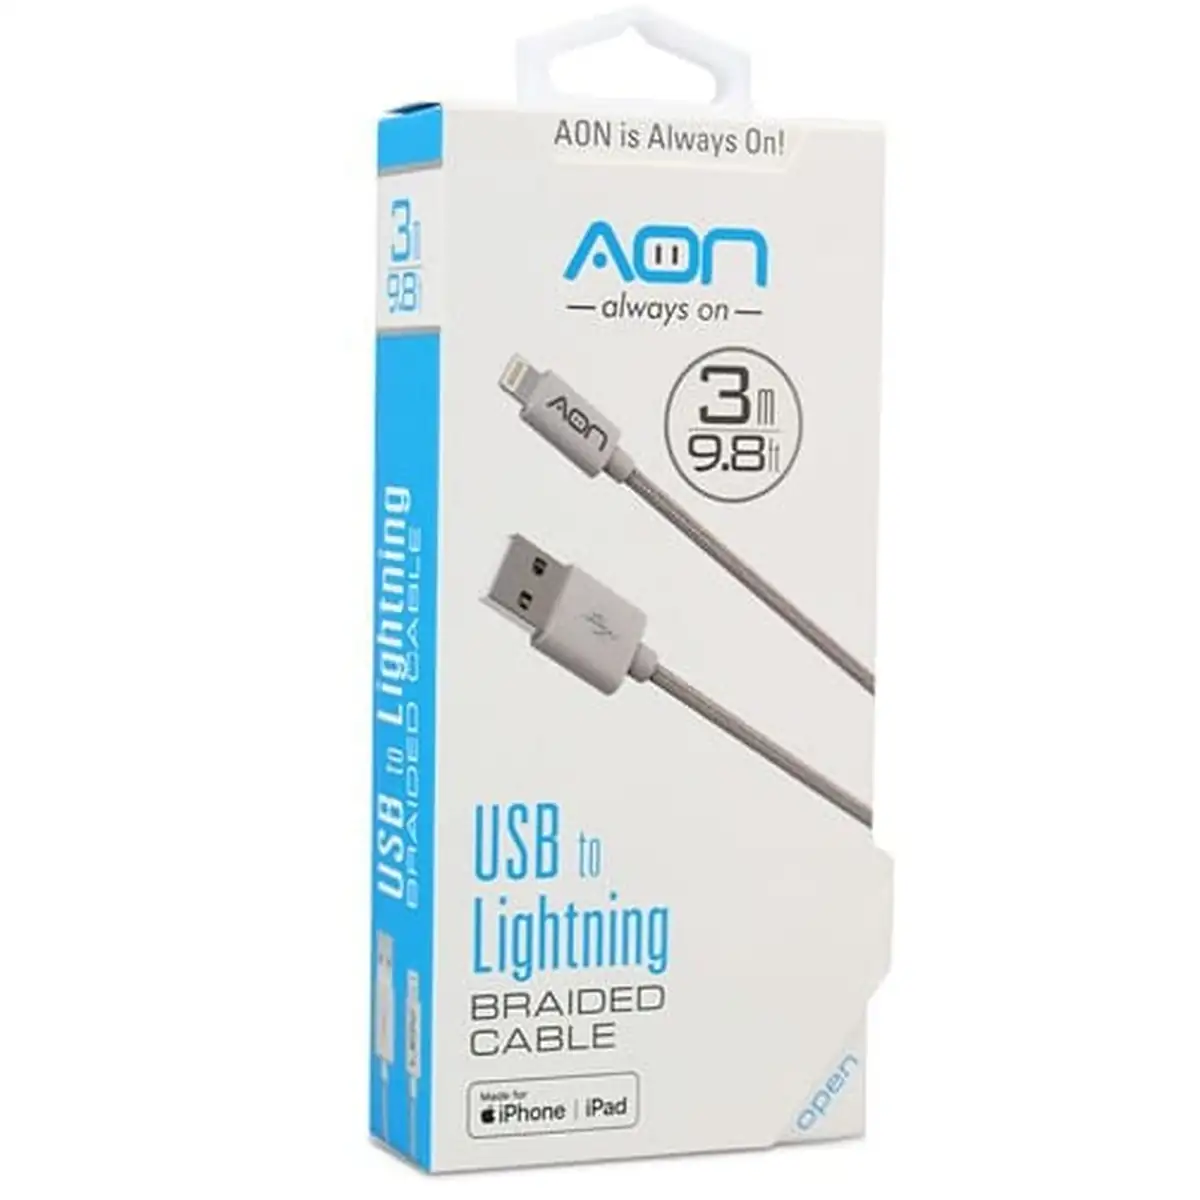 AON is Always On!
AON
always on
3m
9.8ft
AON
USB to
Lightning
BRAIDED
CABLE
Made for
iPhone | iPad
open
3m
9.8ft
USB to Lightning
BRAIDED CABLE
AON